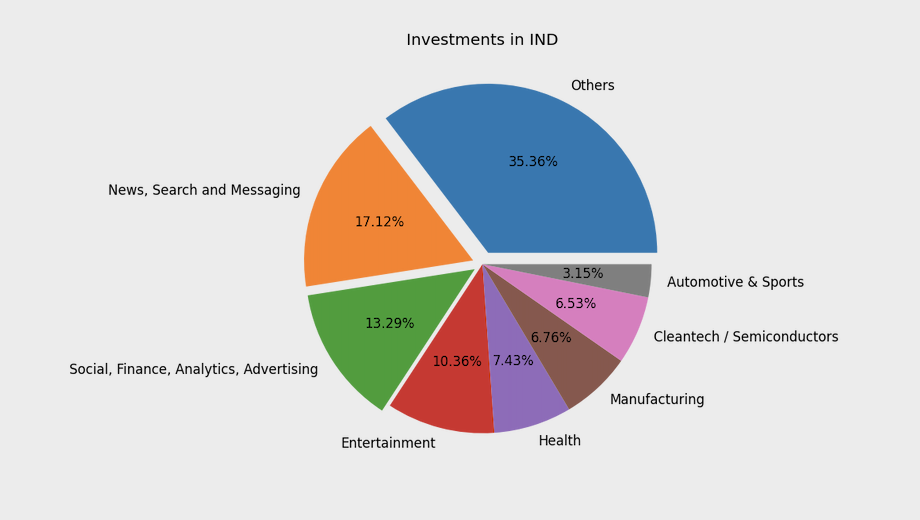 Investments in IND
Others
35.36%
News, Search and Messaging
17.12%
3.15%
Automotive & Sports
6.53%
13.29%
Cleantech / Semiconductors
6.76%
10.36%
7.43%
Social, Finance, Analytics, Advertising
Manufacturing
Entertainment
Health